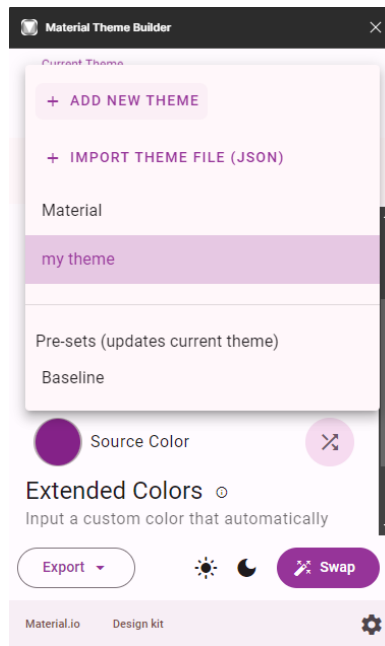 Material Theme Builder
Current Theme
+ ADD NEW THEME
+ IMPORT THEME FILE (JSON)
Material
my theme
Pre-sets (updates current theme)
Baseline
Source Color
Extended Colors
Input a custom color that automatically
Export
Swap
Material.io Design kit